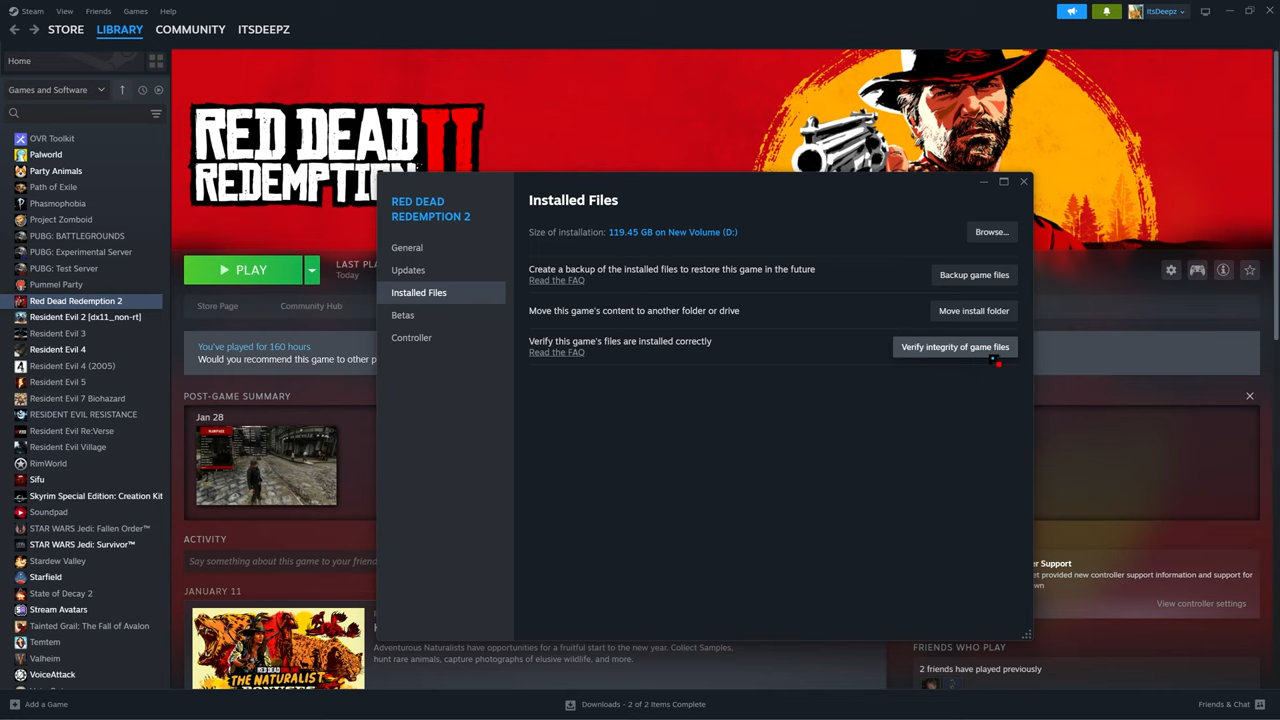 Steam View Friends Games Help
ItsDeepz
STORE LIBRARY COMMUNITY ITSDEEPZ
Home
Games and Software
OVR Toolkit
Palworld
Party Animals
Path of Exile
Phasmophobia
Project Zomboid
PUBG: BATTLEGROUNDS
PUBG: Experimental Server
PUBG: Test Server
Pummel Party
Red Dead Redemption 2
Resident Evil 2 [dx11_non-rt]
Resident Evil 3
Resident Evil 4
Resident Evil 4 (2005)
Resident Evil 5
Resident Evil 7 Biohazard
RESIDENT EVIL RESISTANCE
Resident Evil Re:Verse
Resident Evil Village
RimWorld
Sifu
Skyrim Special Edition: Creation Kit
Soundpad
STAR WARS Jedi: Fallen Order™
STAR WARS Jedi: Survivor™
Stardew Valley
Starfield
State of Decay 2
Stream Avatars
Tainted Grail: The Fall of Avalon
Temtem
Valheim
VoiceAttack
RED DEAD
REDEMPTION II
PLAY
LAST PLA
Today
Store Page Community Hub
You've played for 160 hours
Would you recommend this game to other p
POST-GAME SUMMARY
Jan 28
ACTIVITY
Say something about this game to your friend
JANUARY 11
THE NATURALIST
Adventurous Naturalists have opportunities for a fruitful start to the new year. Collect Samples,
hunt rare animals, capture photographs of elusive wildlife, and more.
RED DEAD
REDEMPTION 2
General
Updates
Installed Files
Betas
Controller
Installed Files
Size of installation: 119.45 GB on New Volume (D:)
Browse...
Create a backup of the installed files to restore this game in the future
Read the FAQ
Backup game files
Move this game's content to another folder or drive
Move install folder
Verify this game's files are installed correctly
Read the FAQ
Verify integrity of game files
er Support
et provided new controller support information and support for
wn
View controller settings
FRIENDS WHO PLAY
2 friends have played previously
Add a Game
Downloads - 2 of 2 Items Complete
Friends & Chat